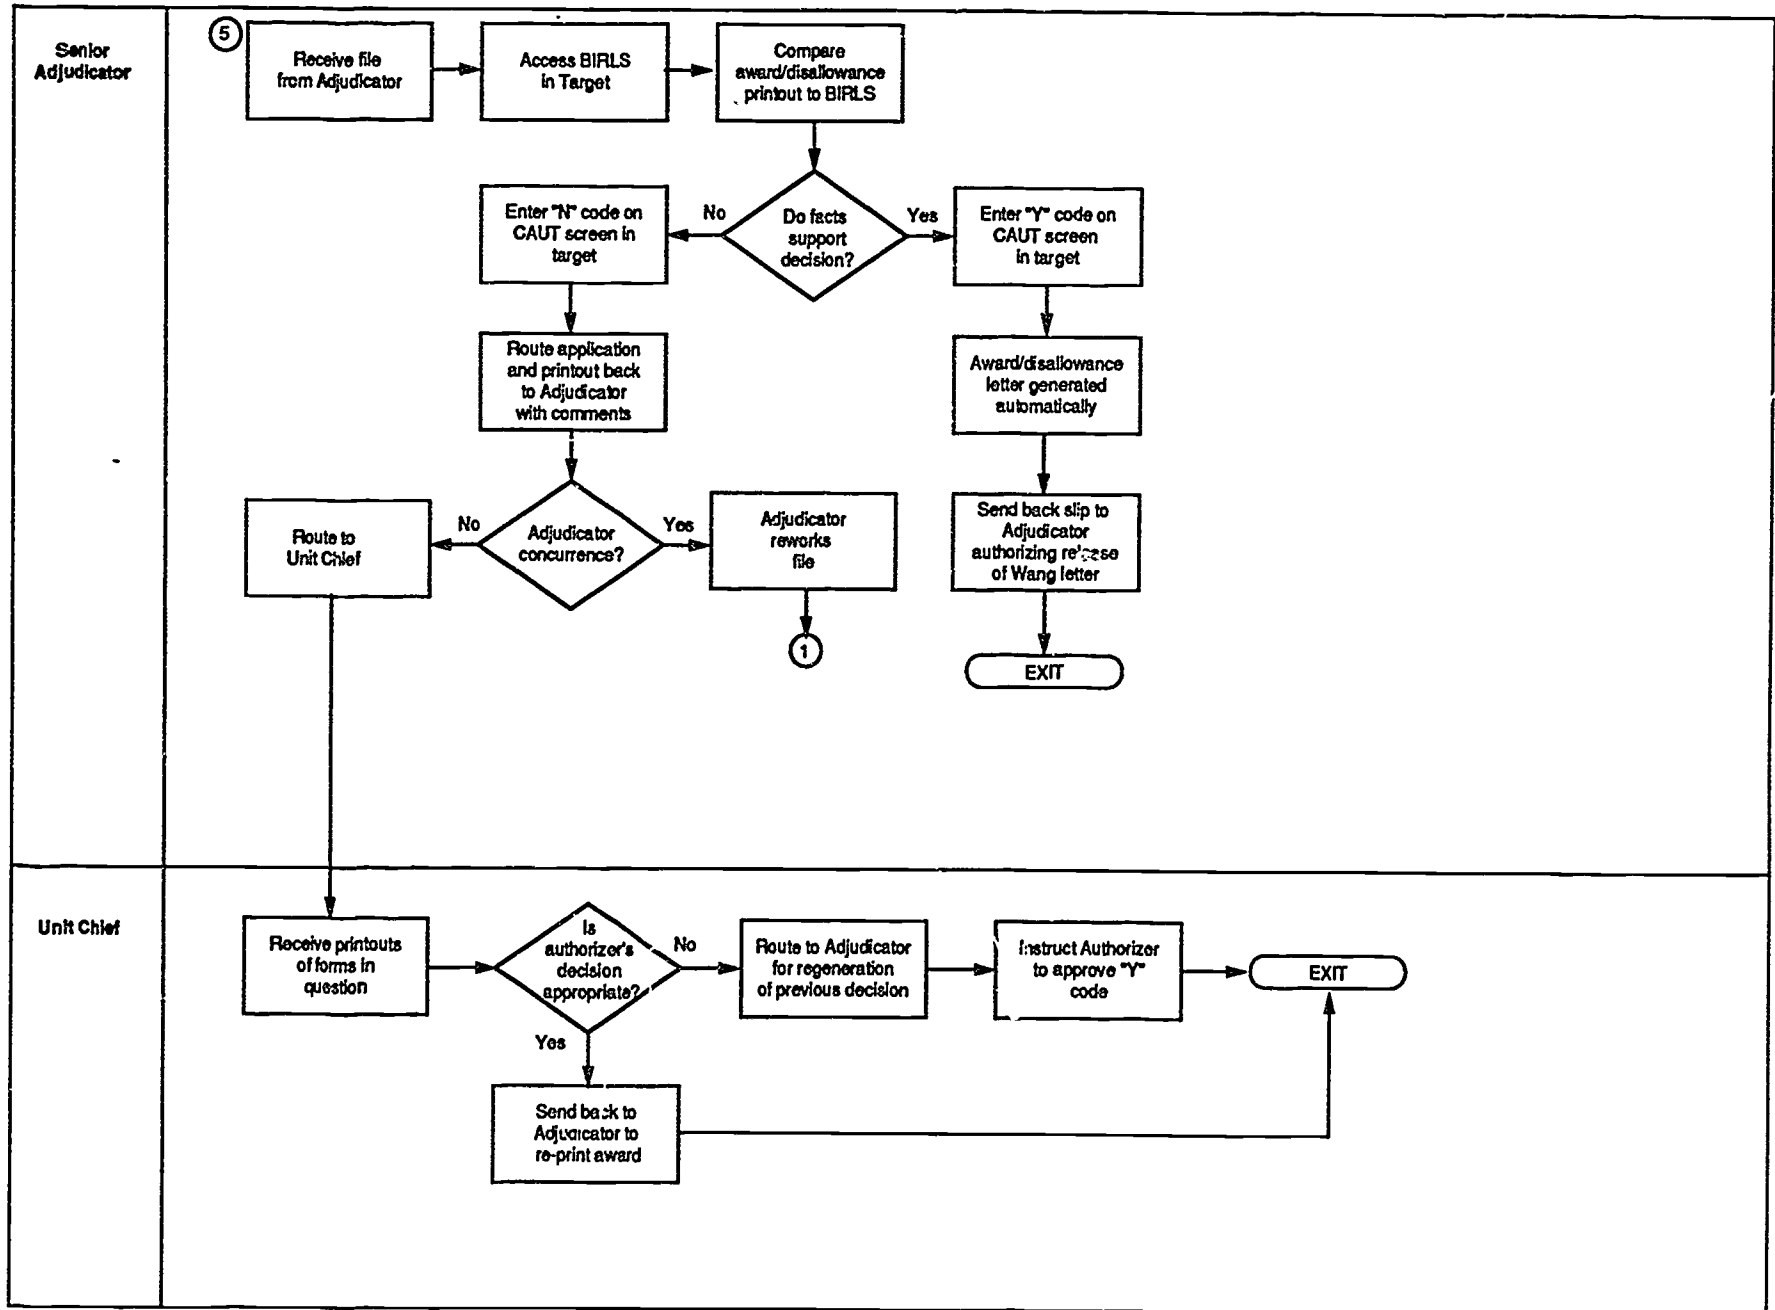 Senior
Adjudicator
5
Receive file
from Adjudicator
Access BIRLS
in Target
Compare
award/disallowance
printout to BIRLS
Enter "N" code on
CAUT screen in
target
No
Do facts
support
decision?
Yes
Enter "Y" code on
CAUT screen
in target
Route application
and printout back
to Adjudicator
with comments
Award/disallowance
letter generated
automatically
Route to
Unit Chief
No
Adjudicator
concurrence?
Yes
Adjudicator
reworks
file
Send back slip to
Adjudicator
authorizing release
of Wang letter
1
EXIT
Unit Chief
Receive printouts
of forms in
question
Is
authorizer's
decision
appropriate?
No
Route to Adjudicator
for regeneration
of previous decision
Instruct Authorizer
to approve "Y"
code
EXIT
Yes
Send back to
Adjudicator to
re-print award